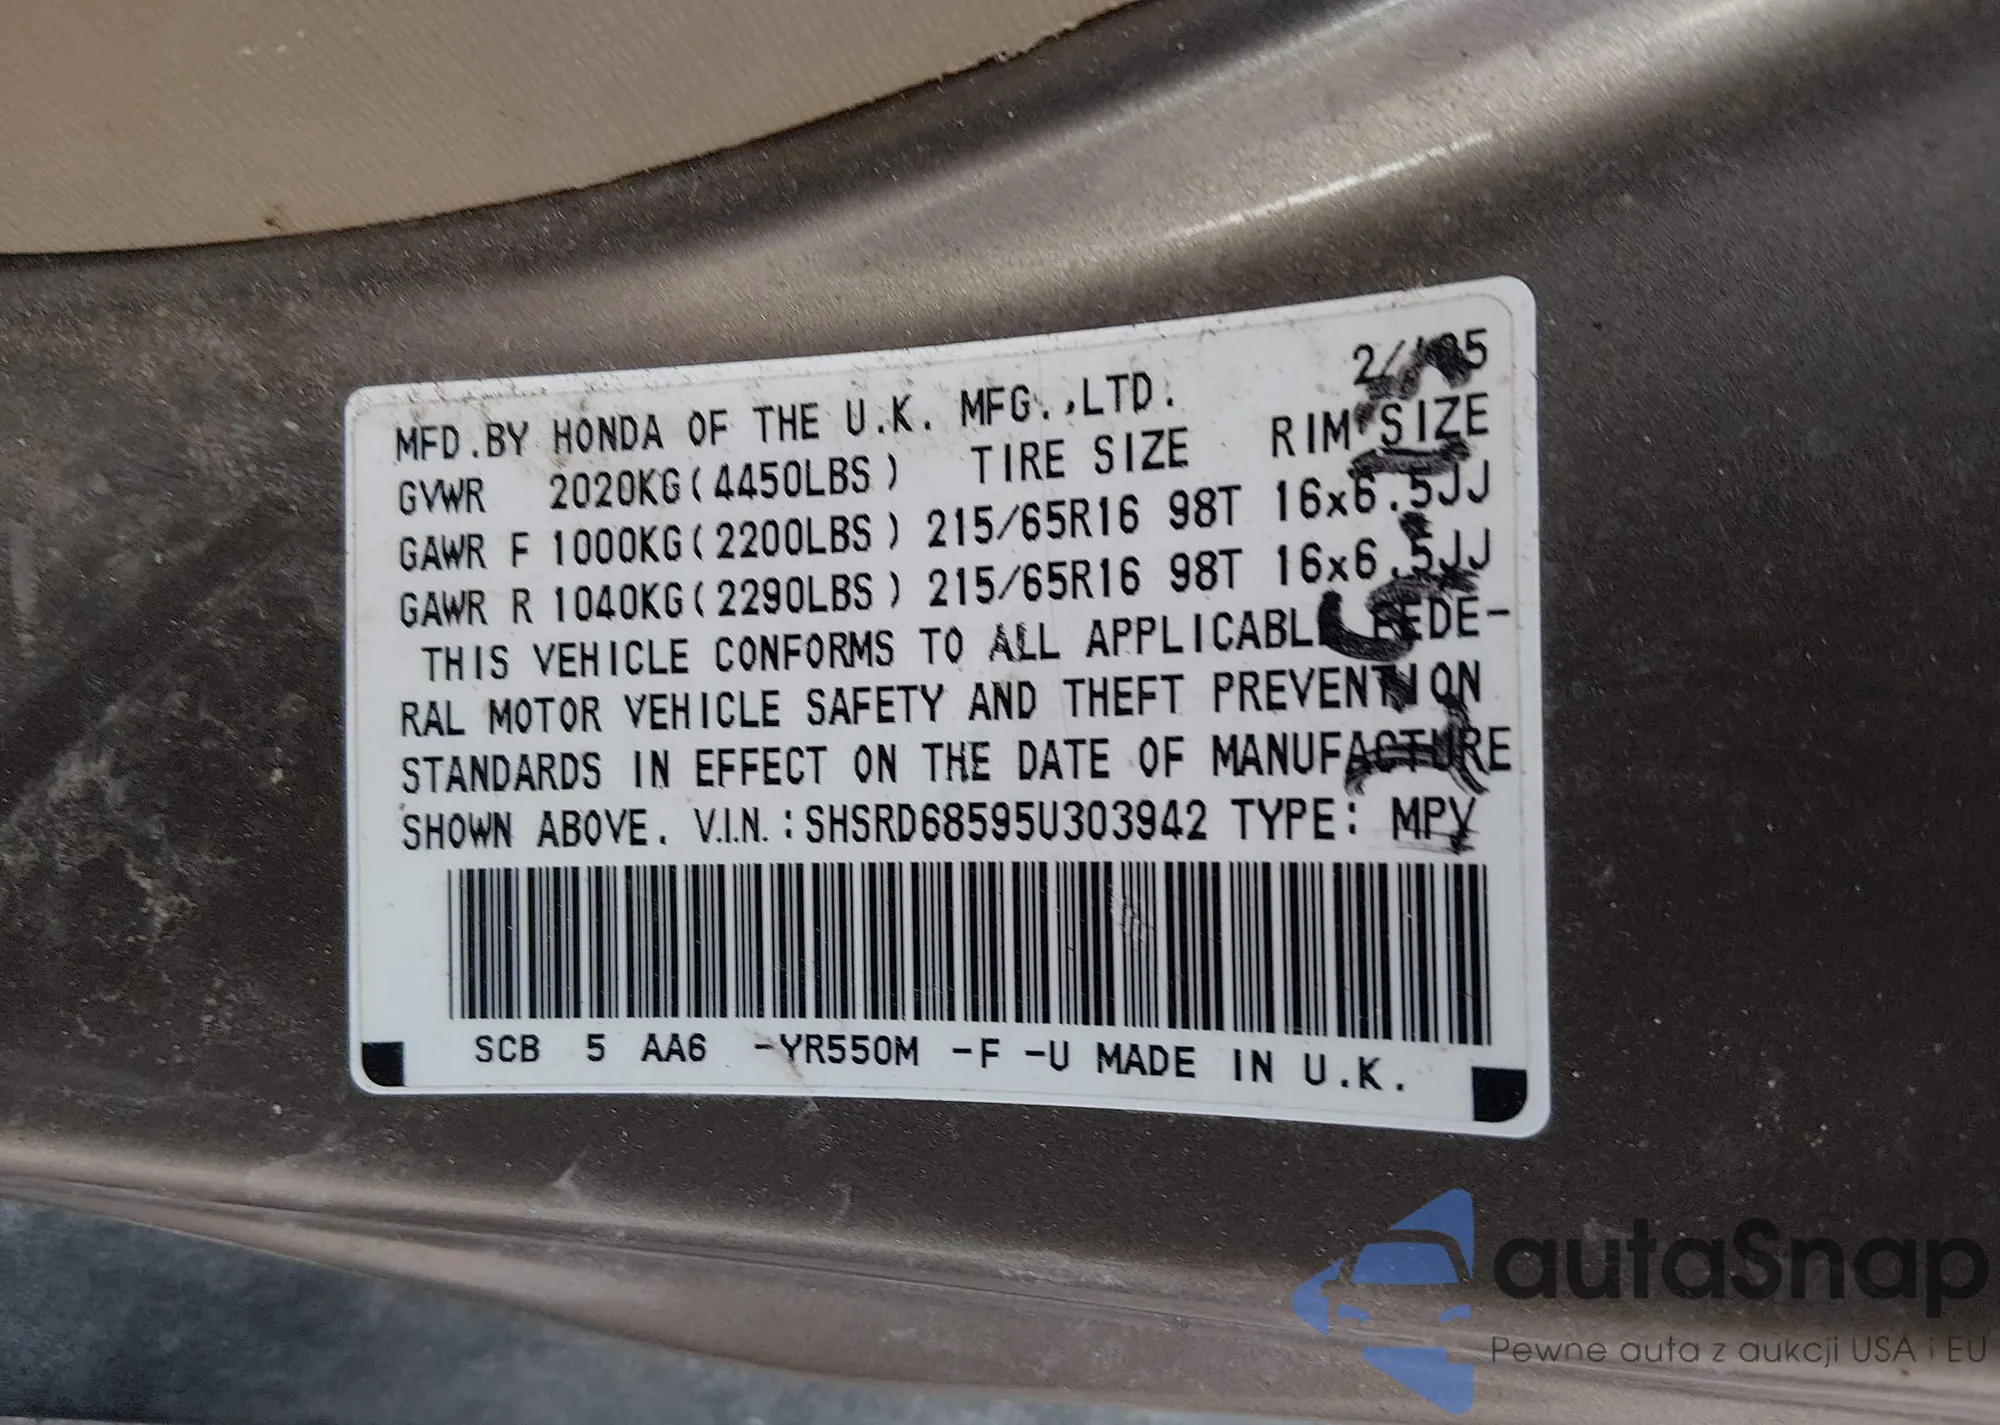 2/05
MFD.BY HONDA OF THE U.K. MFG.,LTD.
GVWR 2020KG(4450LBS) TIRE SIZE RIM SIZE
GAWR F 1000KG(2200LBS) 215/65R16 98T 16x6.5JJ
GAWR R 1040KG(2290LBS) 215/65R16 98T 16x6.5JJ
THIS VEHICLE CONFORMS TO ALL APPLICABLE FEDE-
RAL MOTOR VEHICLE SAFETY AND THEFT PREVENTION
STANDARDS IN EFFECT ON THE DATE OF MANUFACTURE
SHOWN ABOVE. V.I.N.:SHSRD68595U303942 TYPE: MPV
SCB 5 AA6 -YR550M -F -U MADE IN U.K.
autaSnap
Pewne auta z aukcji USA i EU